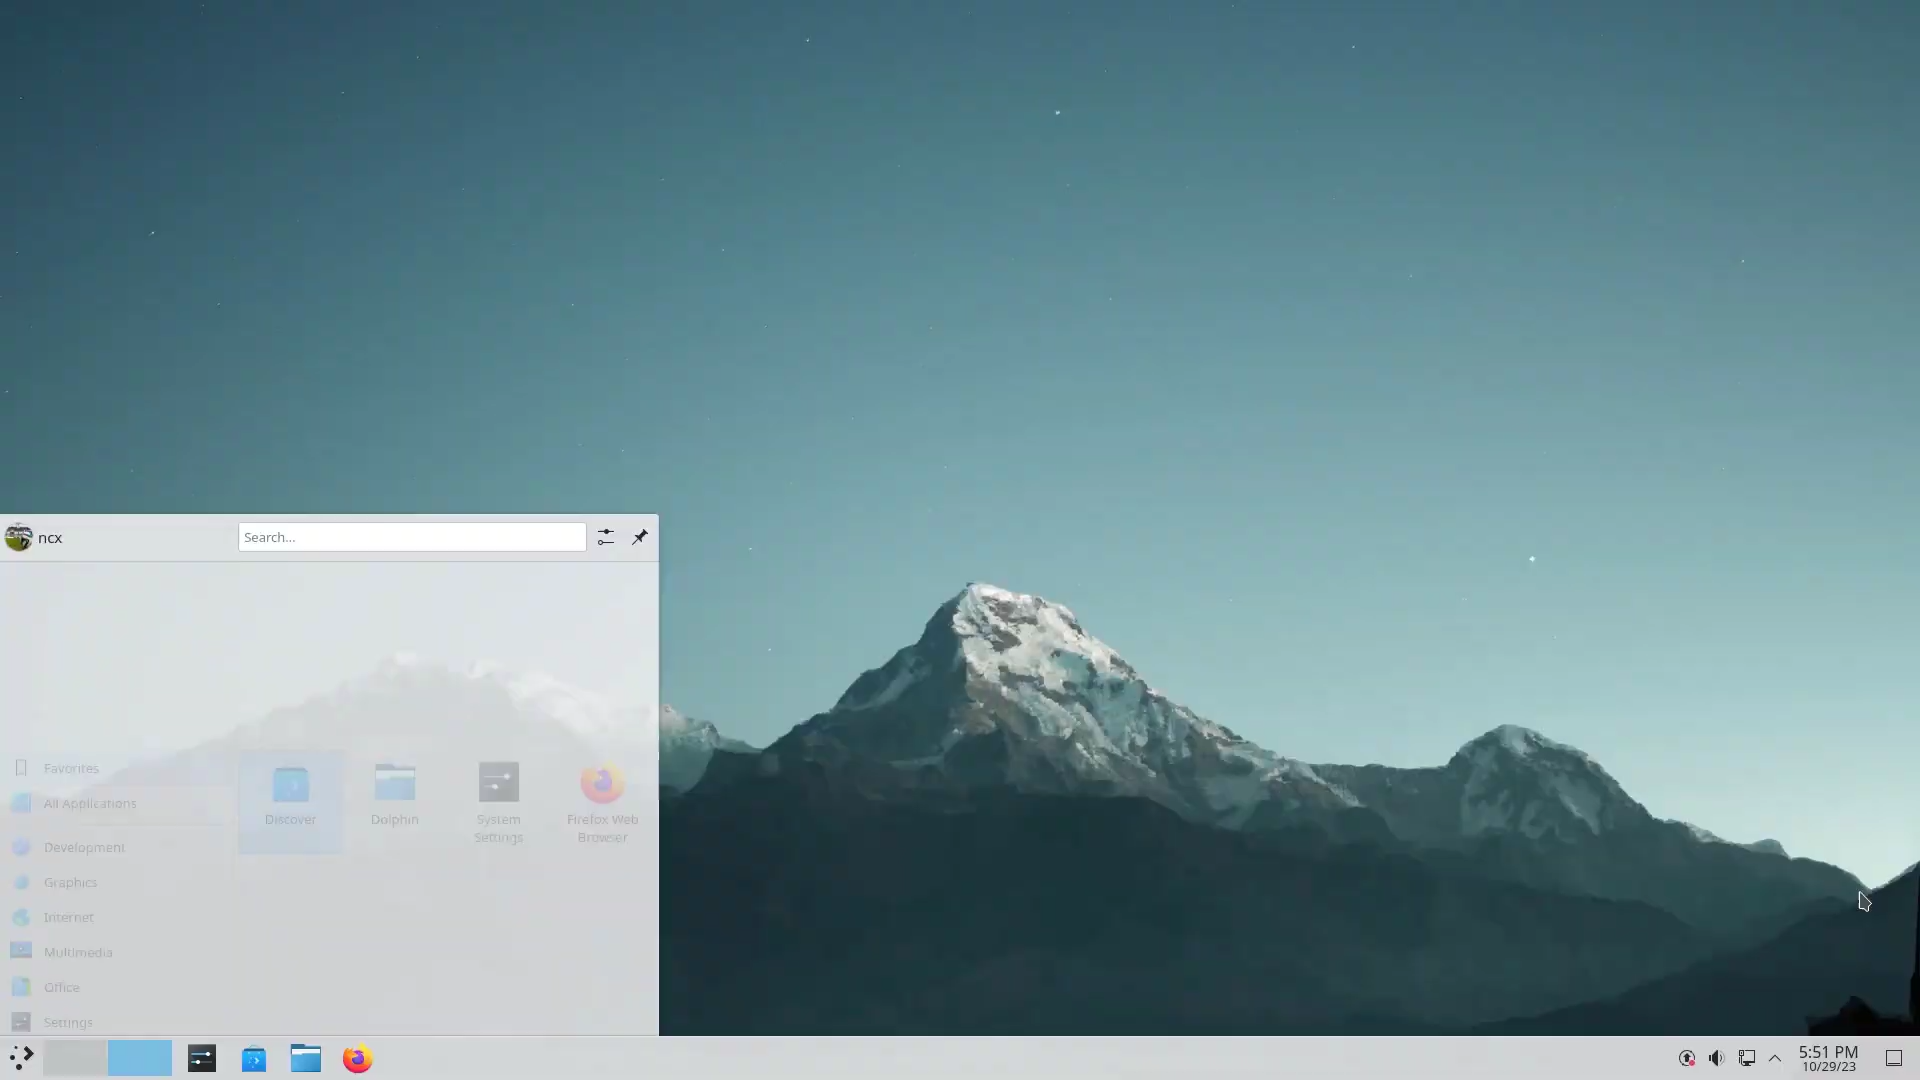 ncx
Search...
Favorites
All Applications
Development
Graphics
Internet
Multimedia
Office
Settings
Discover
Dolphin
System
Settings
Firefox Web
Browser
5:51 PM
10/29/23